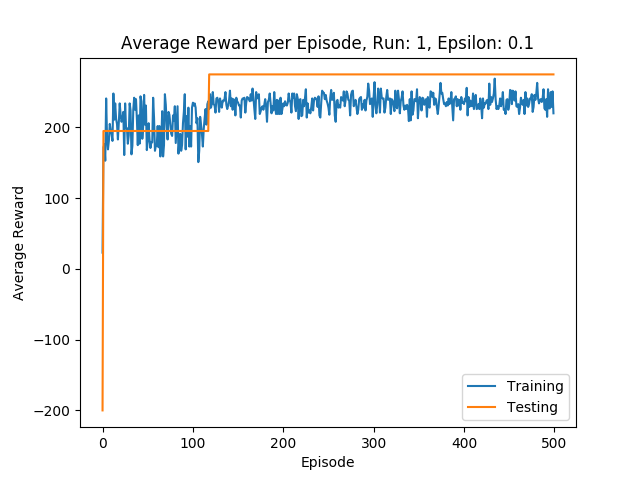 Average Reward per Episode, Run: 1, Epsilon: 0.1
Average Reward
200
100
0
−100
−200
0
100
200
300
400
500
Episode
Training
Testing